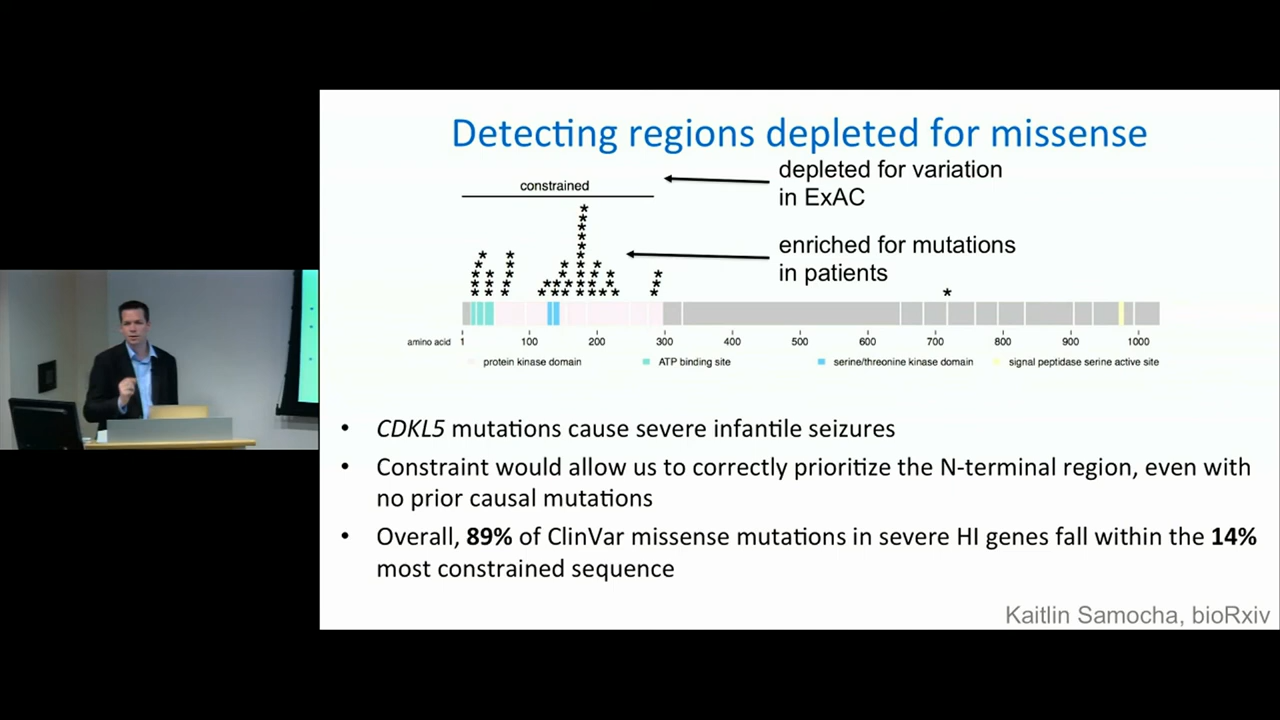 Detecting regions depleted for missense
depleted for variation
in ExAC
constrained
enriched for mutations
in patients
amino acid 1 100 200 300 400 500 600 700 800 900 1000
protein kinase domain ATP binding site serine/threonine kinase domain signal peptidase serine active site
• CDKL5 mutations cause severe infantile seizures
• Constraint would allow us to correctly prioritize the N-terminal region, even with
no prior causal mutations
• Overall, 89% of ClinVar missense mutations in severe HI genes fall within the 14%
most constrained sequence
Kaitlin Samocha, bioRxiv